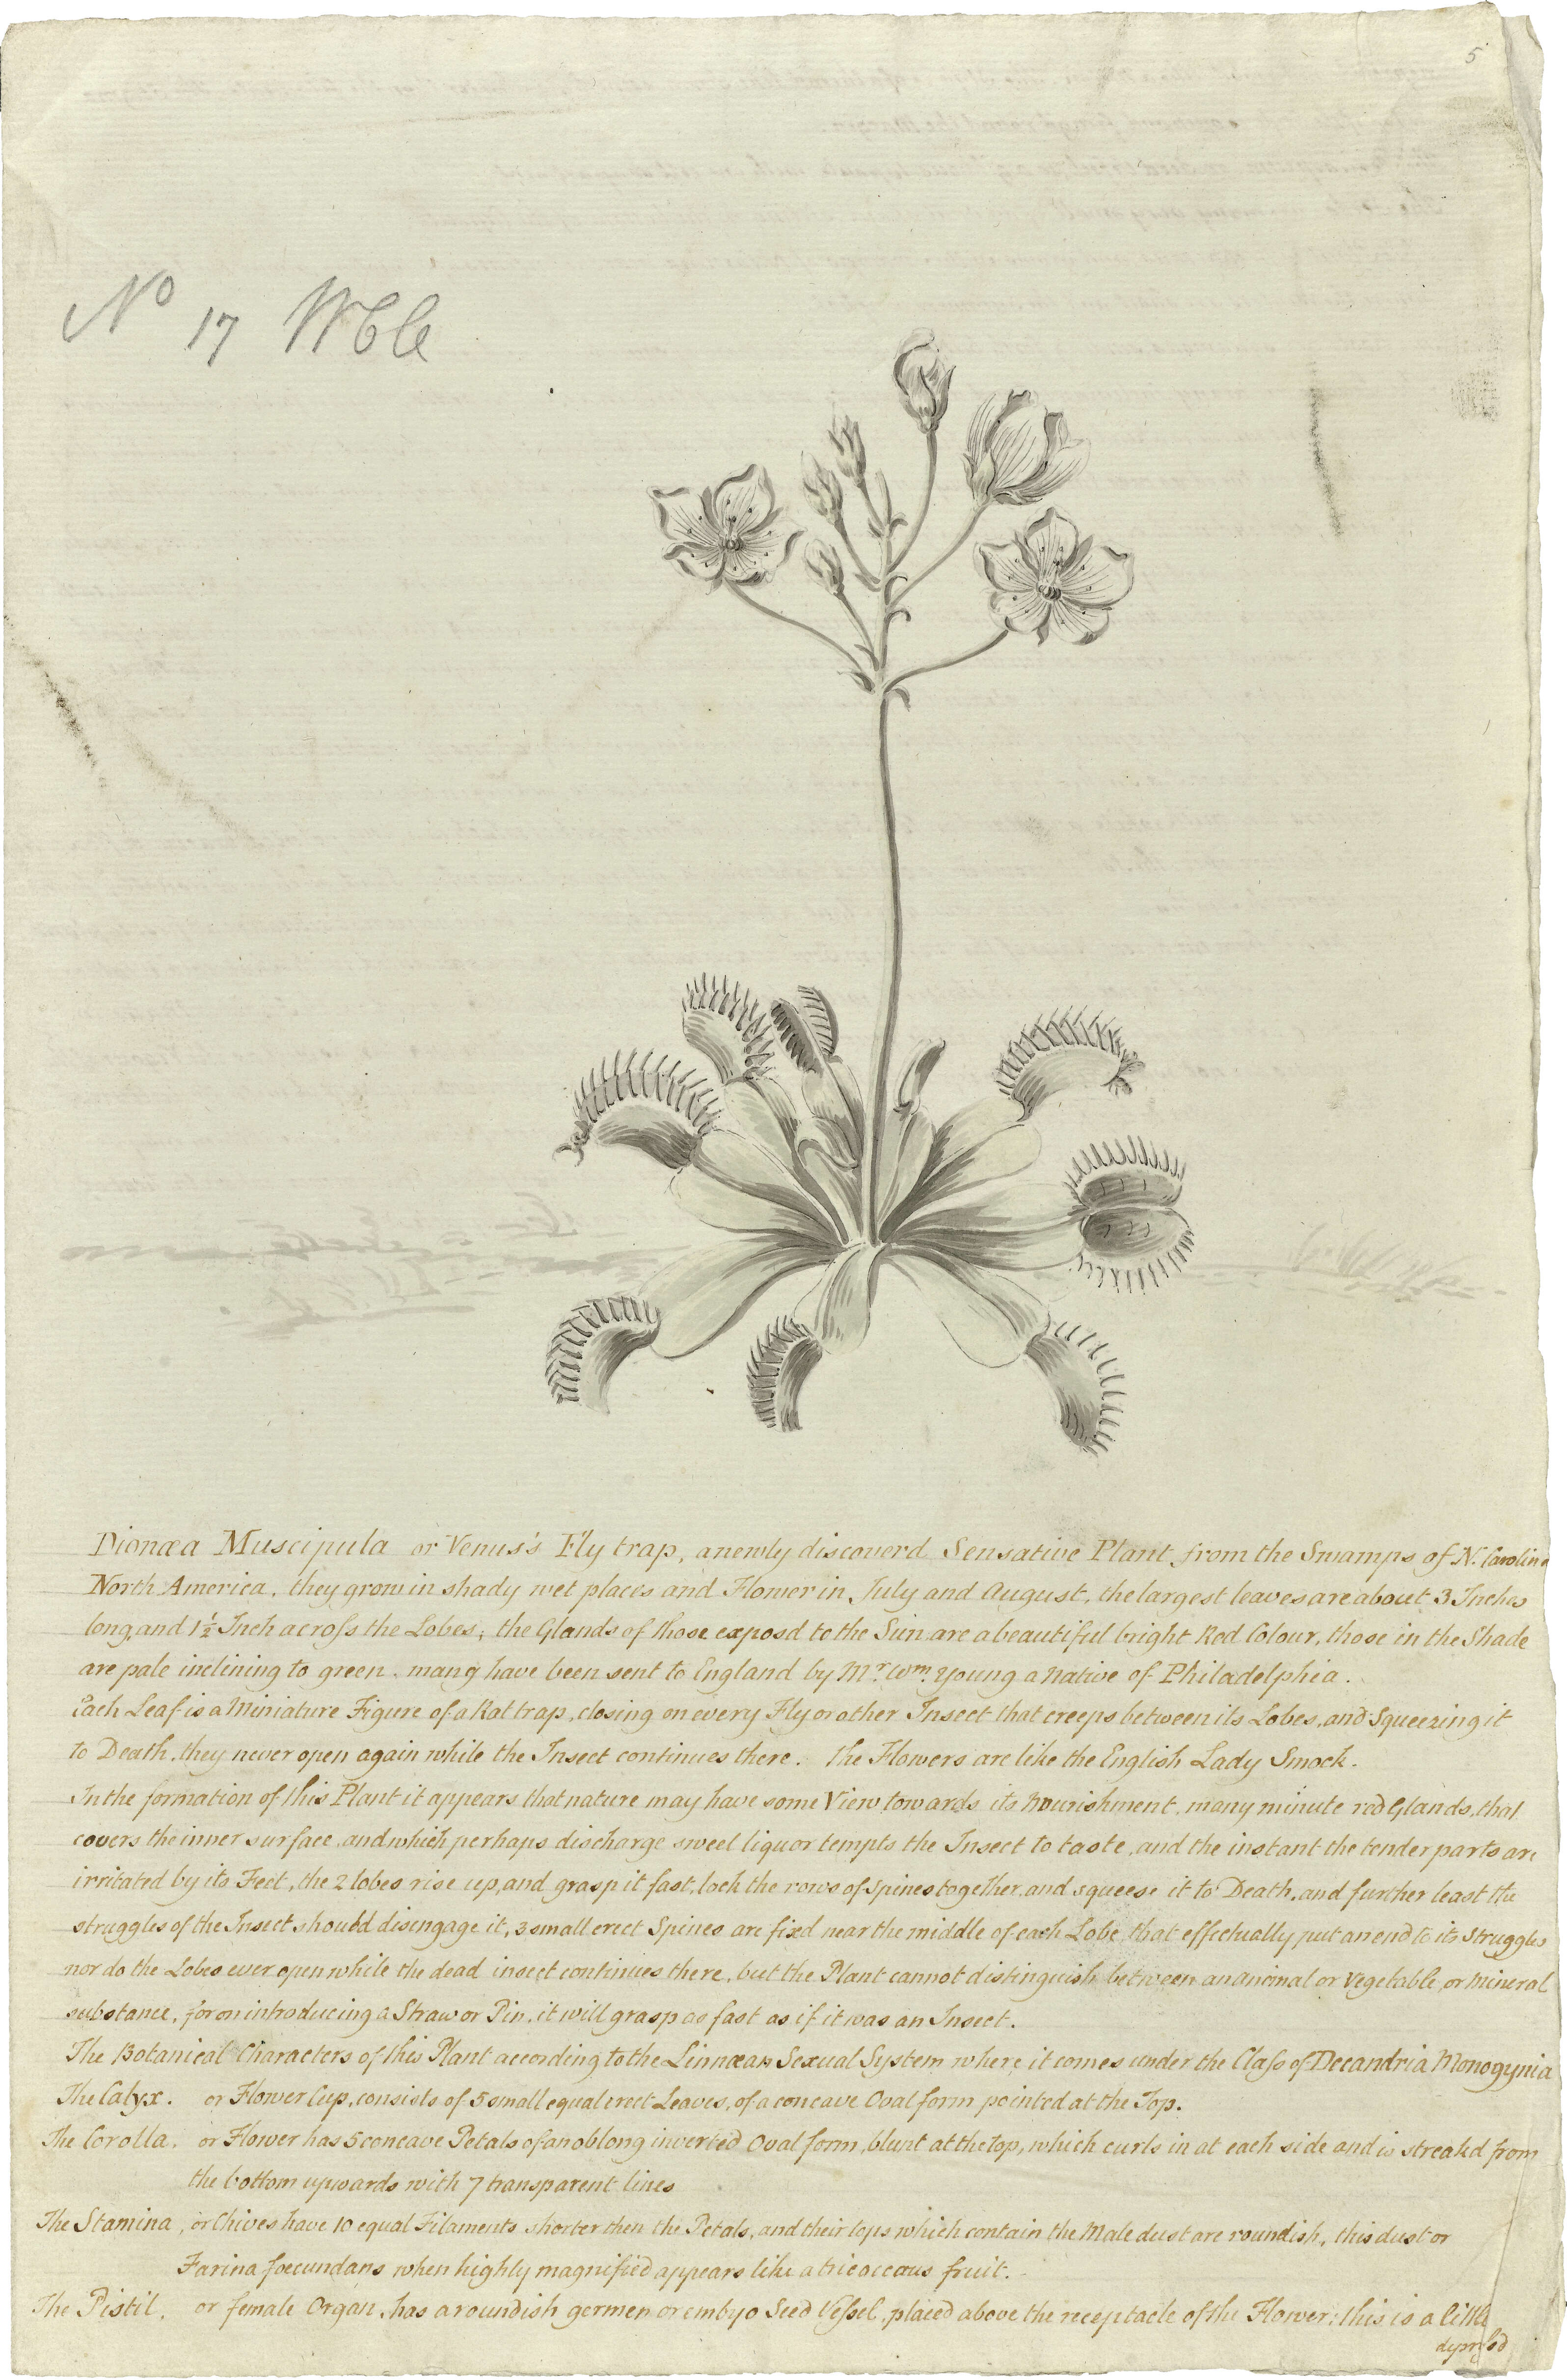 5
No 17
Dionæa Muscipula or Venus's Fly trap, a newly discoverd Sensative Plant from the Swamps of N. Carolina
North America, they grow in shady wet places and Flower in July and August, the largest leaves are about 3 Inches
long, and 1½ Inch across the Lobes; the Glands of those exposd to the Sun are a beautiful bright Red Colour, those in the Shade
are pale inclining to green. many have been sent to England by Mr. Wm. Young a native of Philadelphia.
Each Leaf is a Miniature Figure of a Rat trap, closing on every Fly or other Insect that creeps between its Lobes, and Squeezing it
to Death, they never open again while the Insect continues there. The Flowers are like the English Lady Smock.
In the formation of this Plant it appears that nature may have some View towards its Nourishment, many minute red Glands, that
covers the inner surface, and which perhaps discharge sweet liquor tempts the Insect to taste, and the instant the tender parts are
irritated by its Feet, the 2 lobes rise up, and grasp it fast, lock the rows of Spines together, and squeese it to Death, and further least the
struggles of the Insect should disengage it, 3 small erect Spines are fixd near the middle of each Lobe, that effectually put an end to its Struggles
nor do the Lobes ever open while the dead insect continues there, but the Plant cannot distinguish between an animal or Vegetable, or Mineral
substance, for on introducing a Straw or Pin, it will grasp as fast as if it was an Insect.
The Botanical Characters of this Plant according to the Linnæan Sexual System where it comes under the Class of Decandria Monogynia
The Calyx. or Flower Cup, consists of 5 small equal erect Leaves, of a concave Oval form pointed at the Top.
The Corolla. or Flower has 5 concave Petals of an oblong inverted Oval form, blunt at the top, which curls in at each side and is streakd from
the bottom upwards with 7 transparent lines
The Stamina, or Chives have 10 equal Filaments shorter then the Petals, and their tops which contain the Male dust are roundish, this dust or
Farina fœcundans when highly magnified appears like a tricoccous fruit.
The Pistil, or female Organ, has a roundish germen or embyo Seed Vessel, placed above the receptacle of the Flower: this is a little